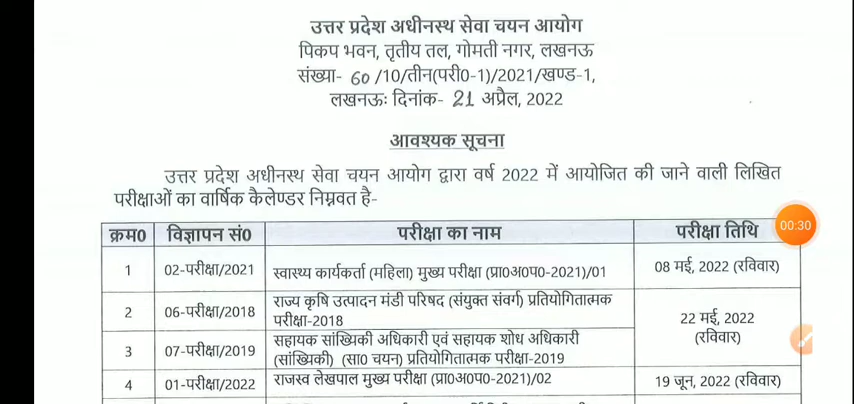 उत्तर प्रदेश अधीनस्थ सेवा चयन आयोग
पिकप भवन, तृतीय तल, गोमती नगर, लखनऊ
संख्या- 60 /10/तीन(परी0-1)/2021/खण्ड-1,
लखनऊः दिनांक- 21 अप्रैल, 2022
आवश्यक सूचना
उत्तर प्रदेश अधीनस्थ सेवा चयन आयोग द्वारा वर्ष 2022 में आयोजित की जाने वाली लिखित
परीक्षाओं का वार्षिक कैलेण्डर निम्नवत है-
क्रम0 विज्ञापन सं0 परीक्षा का नाम परीक्षा तिथि
00:30
1 02-परीक्षा/2021 स्वास्थ्य कार्यकर्ता (महिला) मुख्य परीक्षा (प्रा0अ0प0-2021)/01 08 मई, 2022 (रविवार)
2 06-परीक्षा/2018 राज्य कृषि उत्पादन मंडी परिषद (संयुक्त संवर्ग) प्रतियोगितात्मक
परीक्षा-2018
22 मई, 2022
(रविवार)
3 07-परीक्षा/2019 सहायक सांख्यिकी अधिकारी एवं सहायक शोध अधिकारी
(सांख्यिकी) (सा0 चयन) प्रतियोगितात्मक परीक्षा-2019
4 01-परीक्षा/2022 राजस्व लेखपाल मुख्य परीक्षा (प्रा0अ0प0-2021)/02 19 जून, 2022 (रविवार)